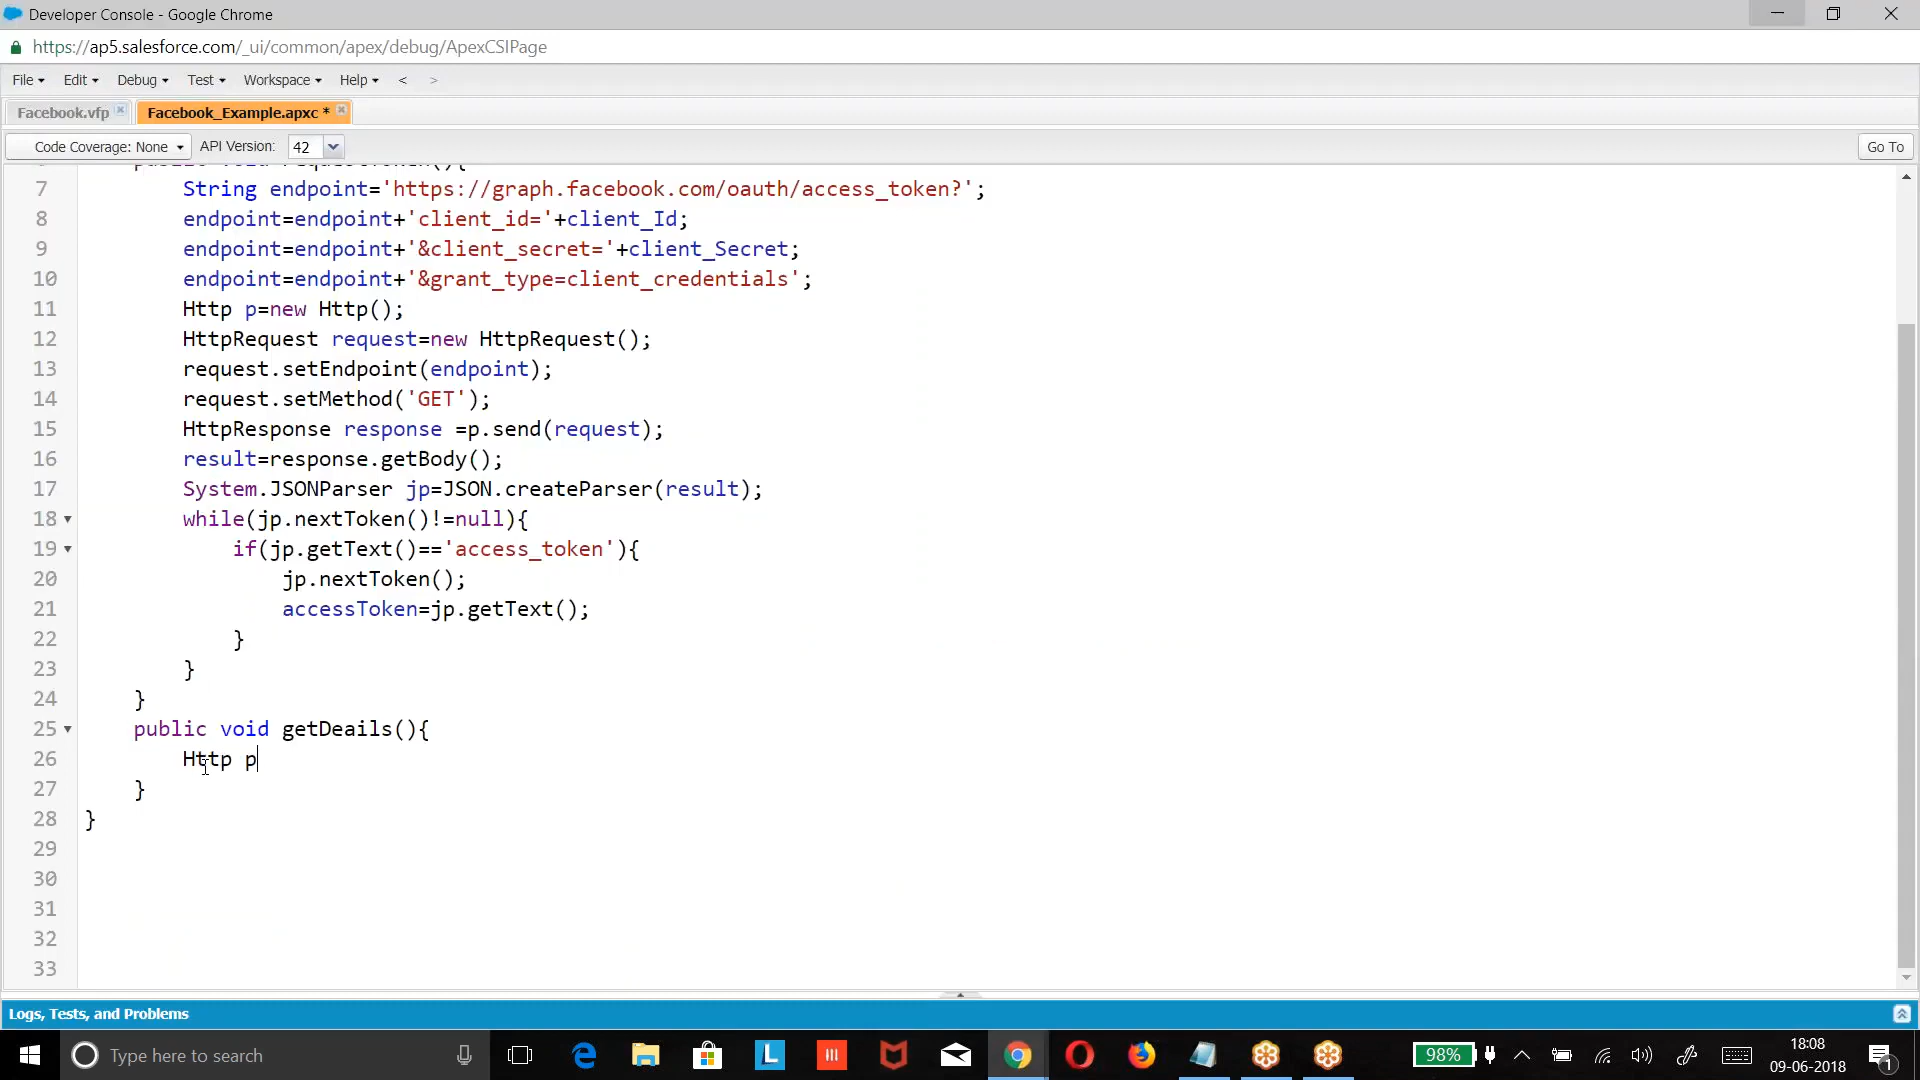 Developer Console - Google Chrome
https://ap5.salesforce.com/_ui/common/apex/debug/ApexCSIPage
File Edit Debug Test Workspace Help < >
Facebook.vfp Facebook_Example.apxc *
Code Coverage: None API Version: 42 Go To
7 String endpoint='https://graph.facebook.com/oauth/access_token?';
8 endpoint=endpoint+'client_id='+client_Id;
9 endpoint=endpoint+'&client_secret='+client_Secret;
10 endpoint=endpoint+'&grant_type=client_credentials';
11 Http p=new Http();
12 HttpRequest request=new HttpRequest();
13 request.setEndpoint(endpoint);
14 request.setMethod('GET');
15 HttpResponse response =p.send(request);
16 result=response.getBody();
17 System.JSONParser jp=JSON.createParser(result);
18 while(jp.nextToken()!=null){
19 if(jp.getText()=='access_token'){
20 jp.nextToken();
21 accessToken=jp.getText();
22 }
23 }
24 }
25 public void getDeails(){
26 Http p
27 }
28 }
29
30
31
32
33
Logs, Tests, and Problems
Type here to search
98%
18:08
09-06-2018
1